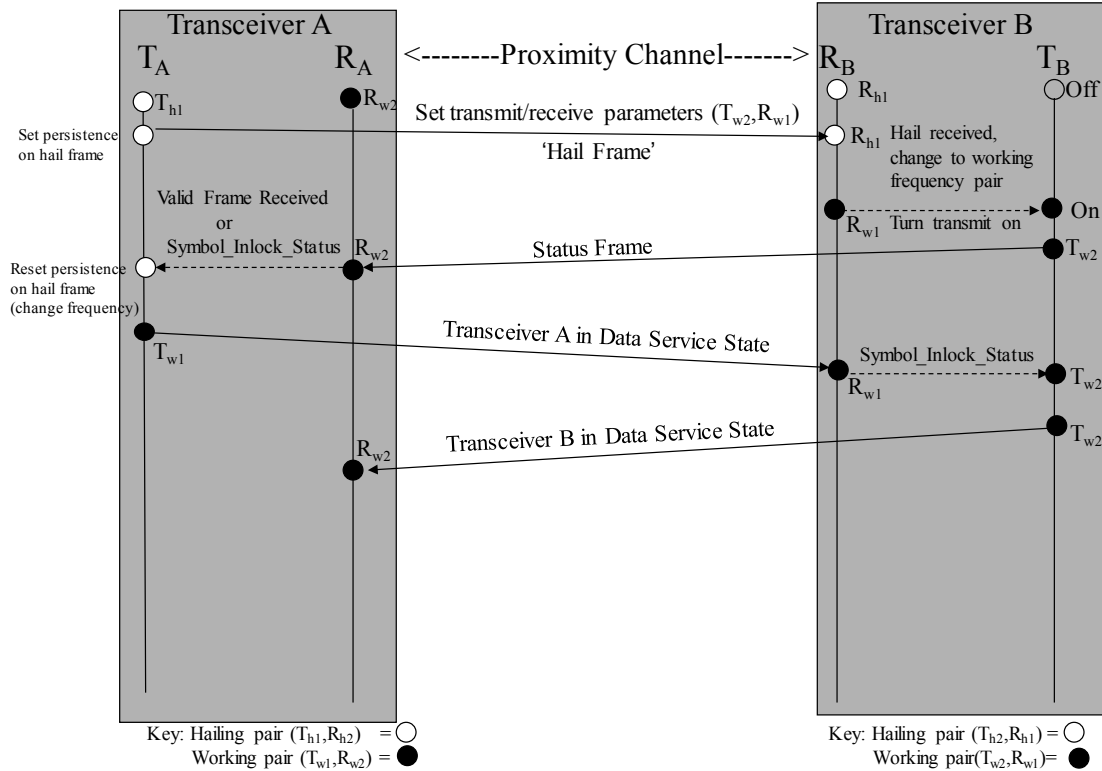 Transceiver A
Transceiver B
<-------Proximity Channel------->
T_A
R_A
R_B
T_B
T_h1
R_w2
R_h1
Off
Set persistence
on hail frame
Set transmit/receive parameters (T_w2,R_w1)
'Hail Frame'
R_h1
Hail received,
change to working
frequency pair
Valid Frame Received
or
Symbol_Inlock_Status
R_w2
R_w1
Turn transmit on
On
Status Frame
T_w2
Reset persistence
on hail frame
(change frequency)
T_w1
Transceiver A in Data Service State
Symbol_Inlock_Status
R_w1
T_w2
Transceiver B in Data Service State
T_w2
R_w2
Key: Hailing pair (T_h1,R_h2) =
Working pair (T_w1,R_w2) =
Key: Hailing pair (T_h2,R_h1) =
Working pair(T_w2,R_w1)=